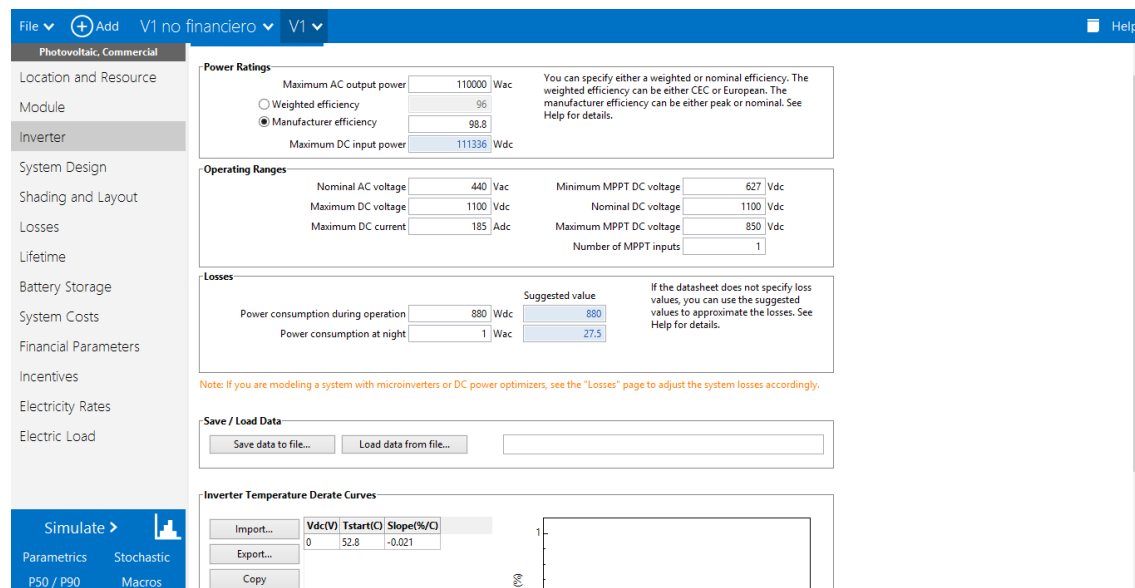 File Add V1 no financiero V1 Help
Photovoltaic, Commercial
Location and Resource
Module
Inverter
System Design
Shading and Layout
Losses
Lifetime
Battery Storage
System Costs
Financial Parameters
Incentives
Electricity Rates
Electric Load
Simulate >
Parametrics Stochastic
P50 / P90 Macros
Power Ratings
Maximum AC output power 110000 Wac
Weighted efficiency 96
Manufacturer efficiency 98.8
Maximum DC input power 111336 Wdc
You can specify either a weighted or nominal efficiency. The
weighted efficiency can be either CEC or European. The
manufacturer efficiency can be either peak or nominal. See
Help for details.
Operating Ranges
Nominal AC voltage 440 Vac Minimum MPPT DC voltage 627 Vdc
Maximum DC voltage 1100 Vdc Nominal DC voltage 1100 Vdc
Maximum DC current 185 Adc Maximum MPPT DC voltage 850 Vdc
Number of MPPT inputs 1
Losses
Suggested value
Power consumption during operation 880 Wdc 880
Power consumption at night 1 Wac 27.5
If the datasheet does not specify loss
values, you can use the suggested
values to approximate the losses. See
Help for details.
Note: If you are modeling a system with microinverters or DC power optimizers, see the "Losses" page to adjust the system losses accordingly.
Save / Load Data
Save data to file... Load data from file...
Inverter Temperature Derate Curves
Import...
Export...
Copy
Vdc(V) Tstart(C) Slope(%/C)
0 52.8 -0.021
1
(%)